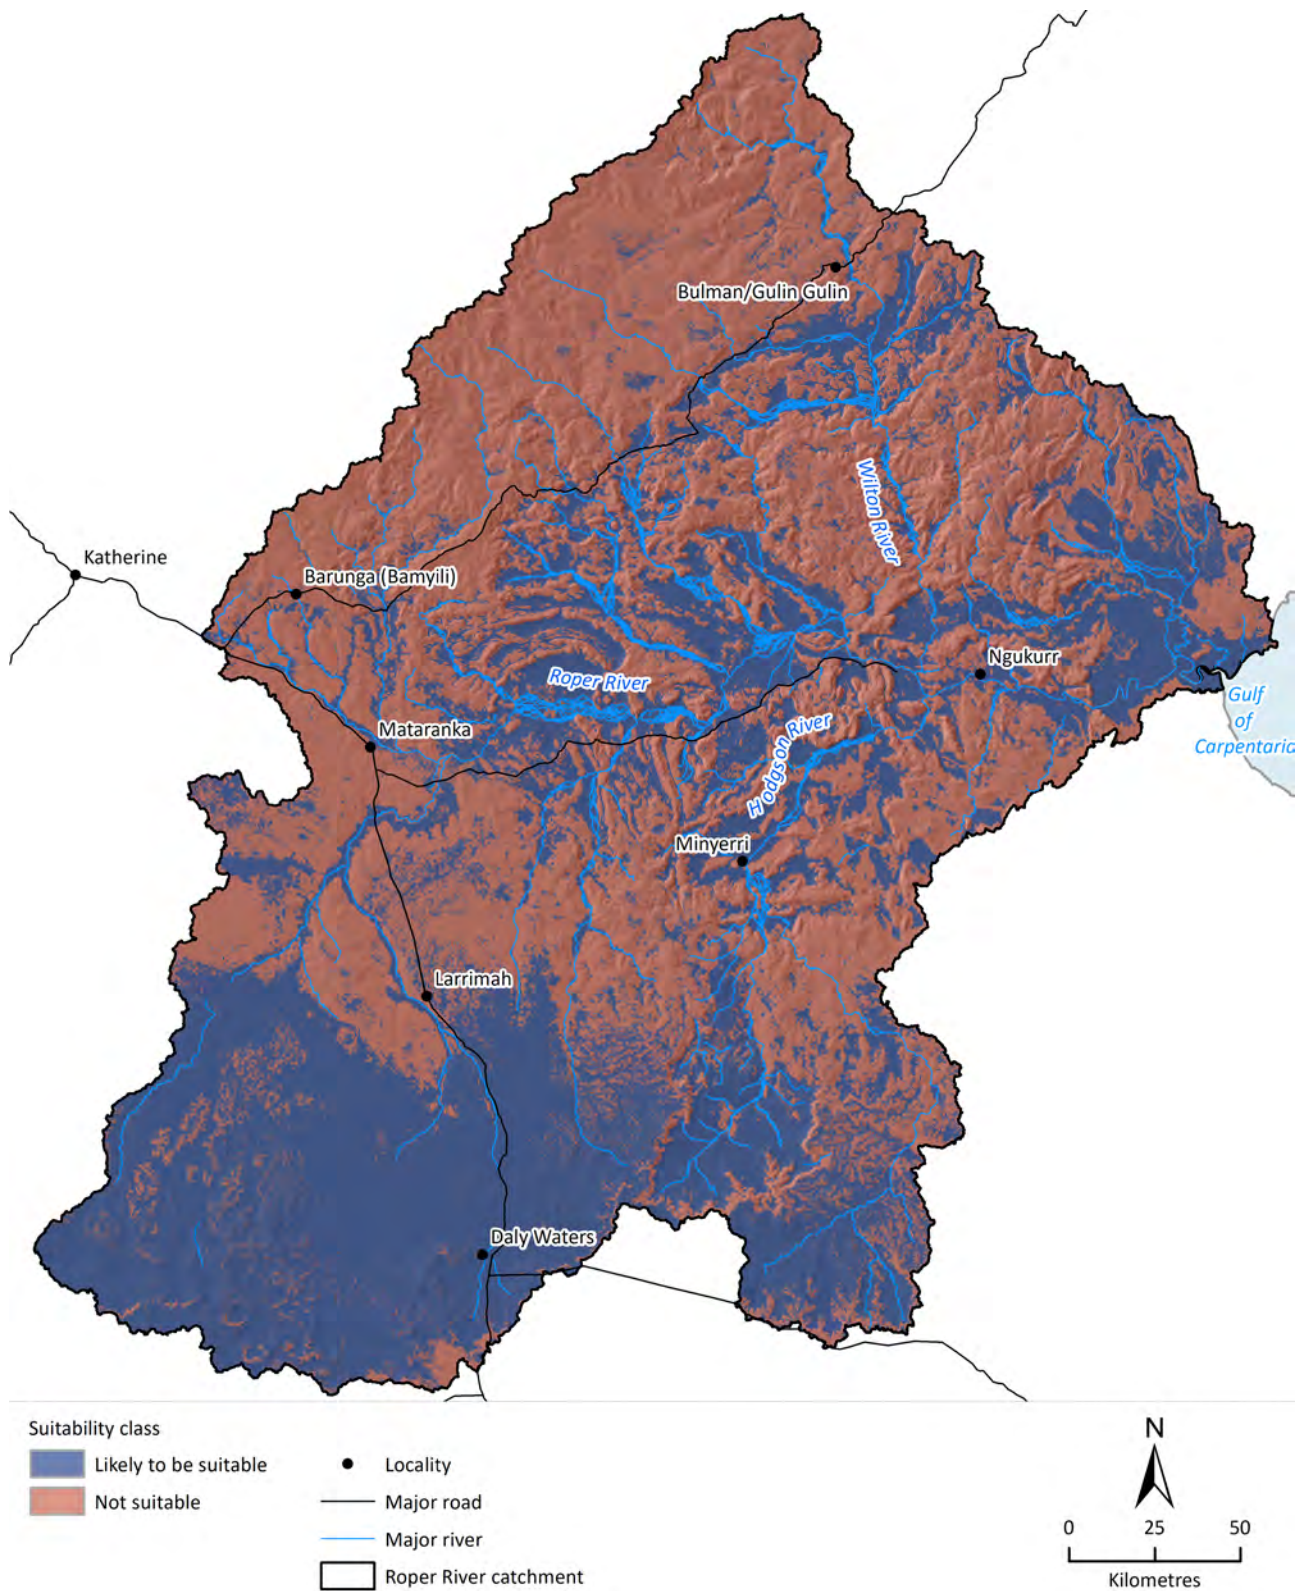 Bulman/Gulin Gulin
Wilton River
Katherine
Barunga (Bamyili)
Ngukurr
Roper River
Gulf
of
Carpentaria
Mataranka
Hodgson River
Minyerri
Larrimah
Daly Waters
Suitability class
Likely to be suitable
Not suitable
Locality
Major road
Major river
Roper River catchment
N
0 25 50
Kilometres